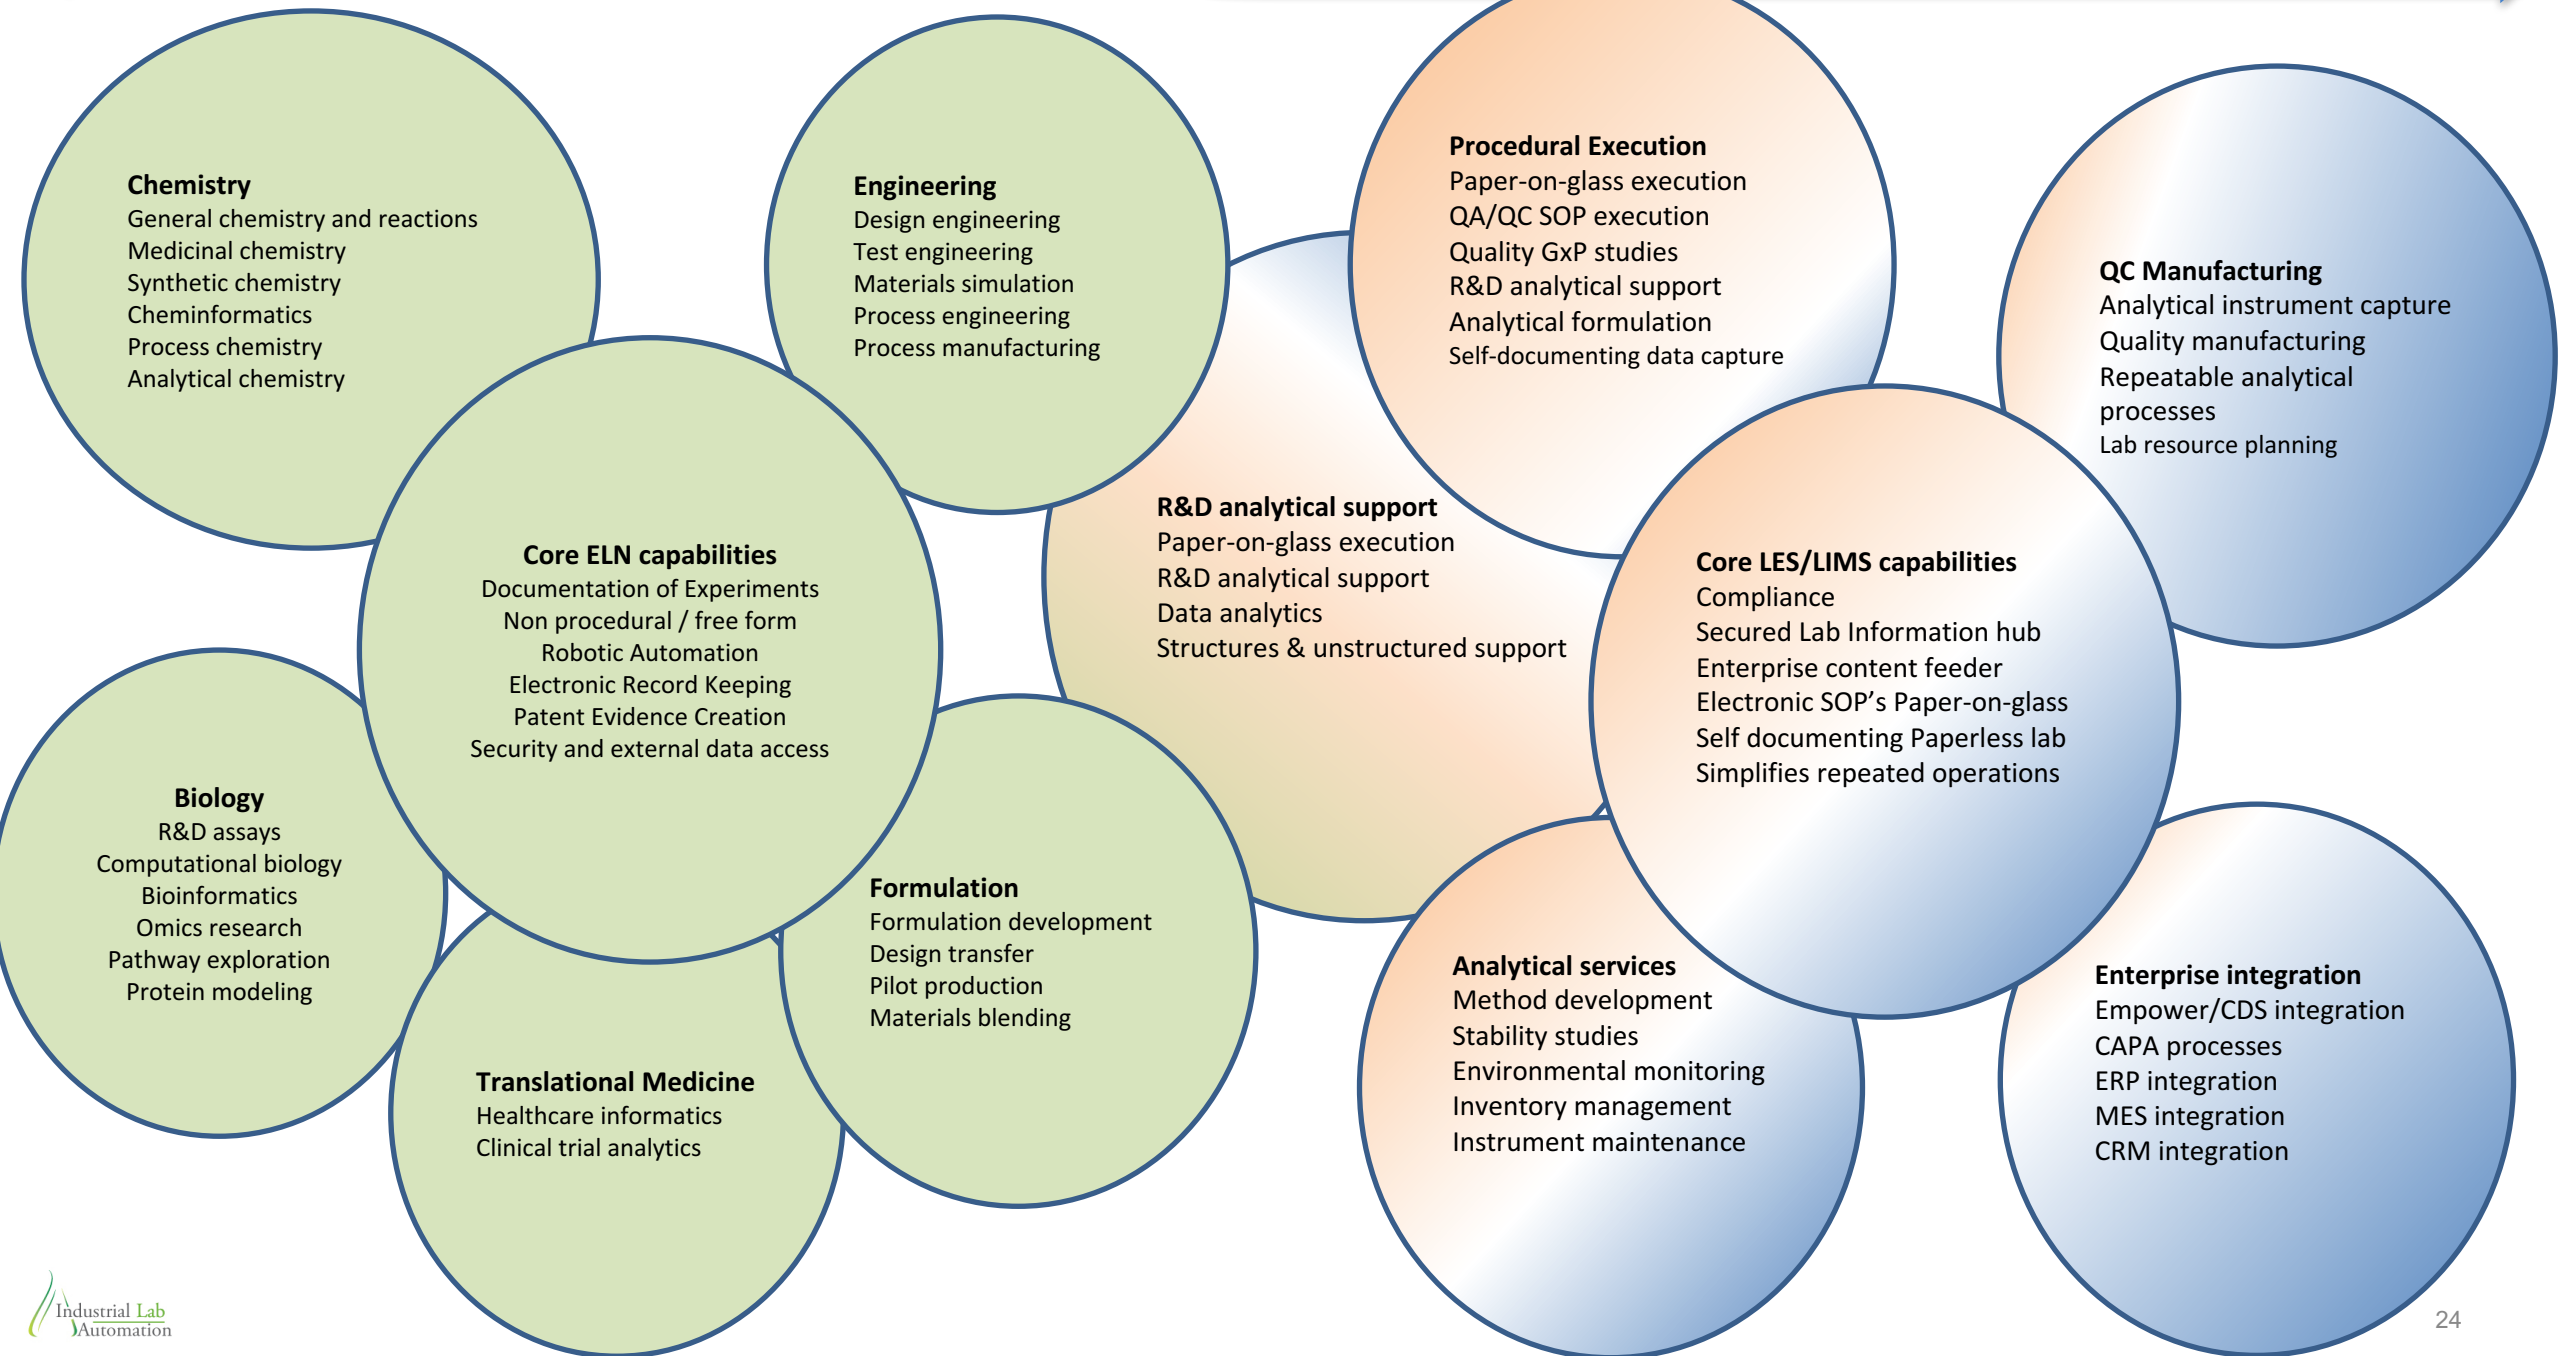 Chemistry
General chemistry and reactions
Medicinal chemistry
Synthetic chemistry
Cheminformatics
Process chemistry
Analytical chemistry
Engineering
Design engineering
Test engineering
Materials simulation
Process engineering
Process manufacturing
Procedural Execution
Paper-on-glass execution
QA/QC SOP execution
Quality GxP studies
R&D analytical support
Analytical formulation
Self-documenting data capture
QC Manufacturing
Analytical instrument capture
Quality manufacturing
Repeatable analytical
processes
Lab resource planning
Core ELN capabilities
Documentation of Experiments
Non procedural / free form
Robotic Automation
Electronic Record Keeping
Patent Evidence Creation
Security and external data access
R&D analytical support
Paper-on-glass execution
R&D analytical support
Data analytics
Structures & unstructured support
Core LES/LIMS capabilities
Compliance
Secured Lab Information hub
Enterprise content feeder
Electronic SOP’s Paper-on-glass
Self documenting Paperless lab
Simplifies repeated operations
Biology
R&D assays
Computational biology
Bioinformatics
Omics research
Pathway exploration
Protein modeling
Formulation
Formulation development
Design transfer
Pilot production
Materials blending
Translational Medicine
Healthcare informatics
Clinical trial analytics
Analytical services
Method development
Stability studies
Environmental monitoring
Inventory management
Instrument maintenance
Enterprise integration
Empower/CDS integration
CAPA processes
ERP integration
MES integration
CRM integration
Industrial Lab
Automation
24